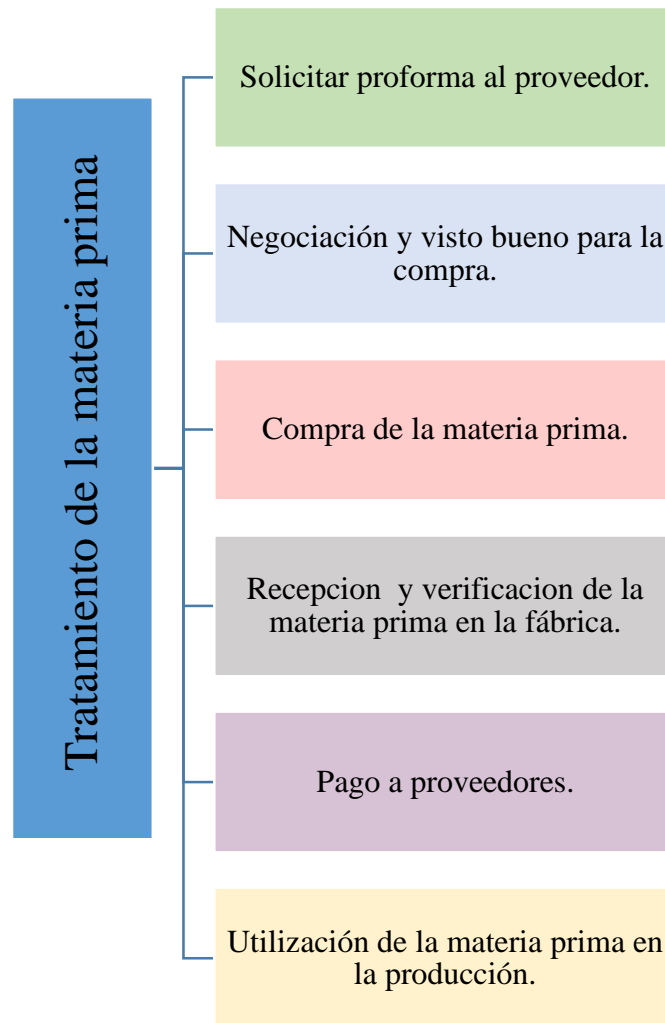 Tratamiento de la materia prima
Solicitar proforma al proveedor.
Negociación y visto bueno para la
compra.
Compra de la materia prima.
Recepcion  y verificacion de la
materia prima en la fábrica.
Pago a proveedores.
Utilización de la materia prima en
la producción.